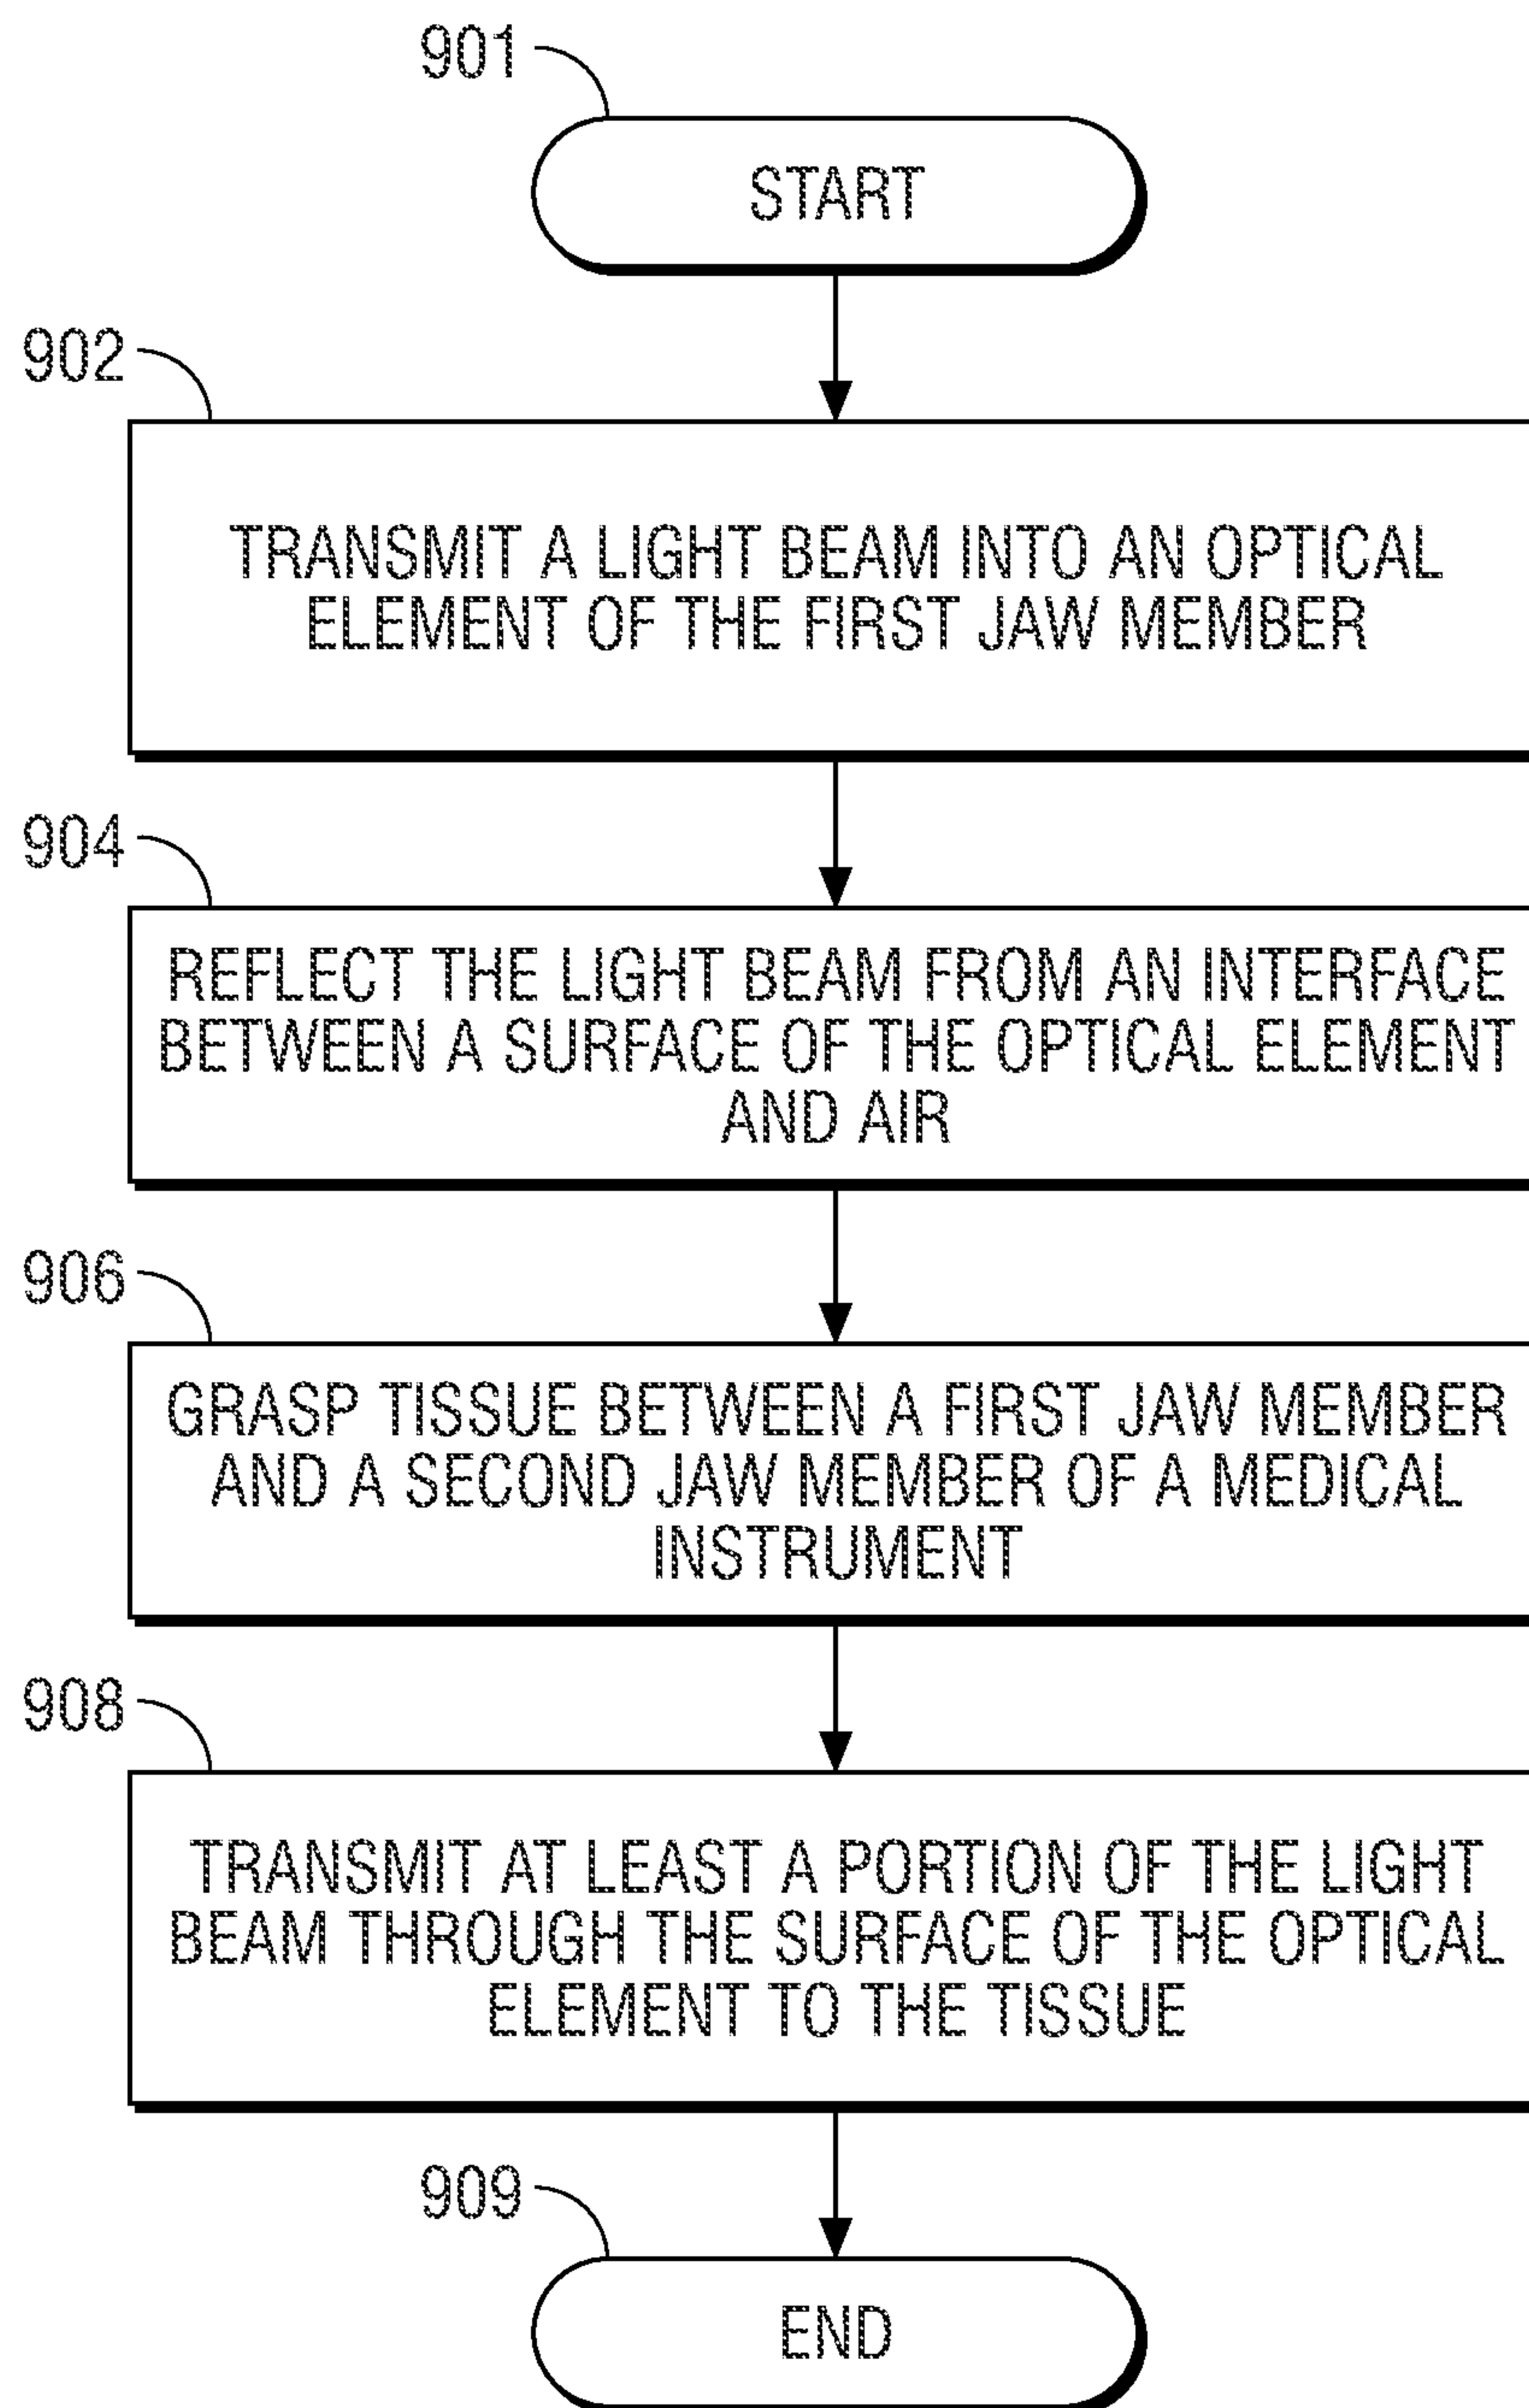 901
START
902
TRANSMIT A LIGHT BEAM INTO AN OPTICAL
ELEMENT OF THE FIRST JAW MEMBER
904
REFLECT THE LIGHT BEAM FROM AN INTERFACE
BETWEEN A SURFACE OF THE OPTICAL ELEMENT
AND AIR
906
GRASP TISSUE BETWEEN A FIRST JAW MEMBER
AND A SECOND JAW MEMBER OF A MEDICAL
INSTRUMENT
908
TRANSMIT AT LEAST A PORTION OF THE LIGHT
BEAM THROUGH THE SURFACE OF THE OPTICAL
ELEMENT TO THE TISSUE
909
END